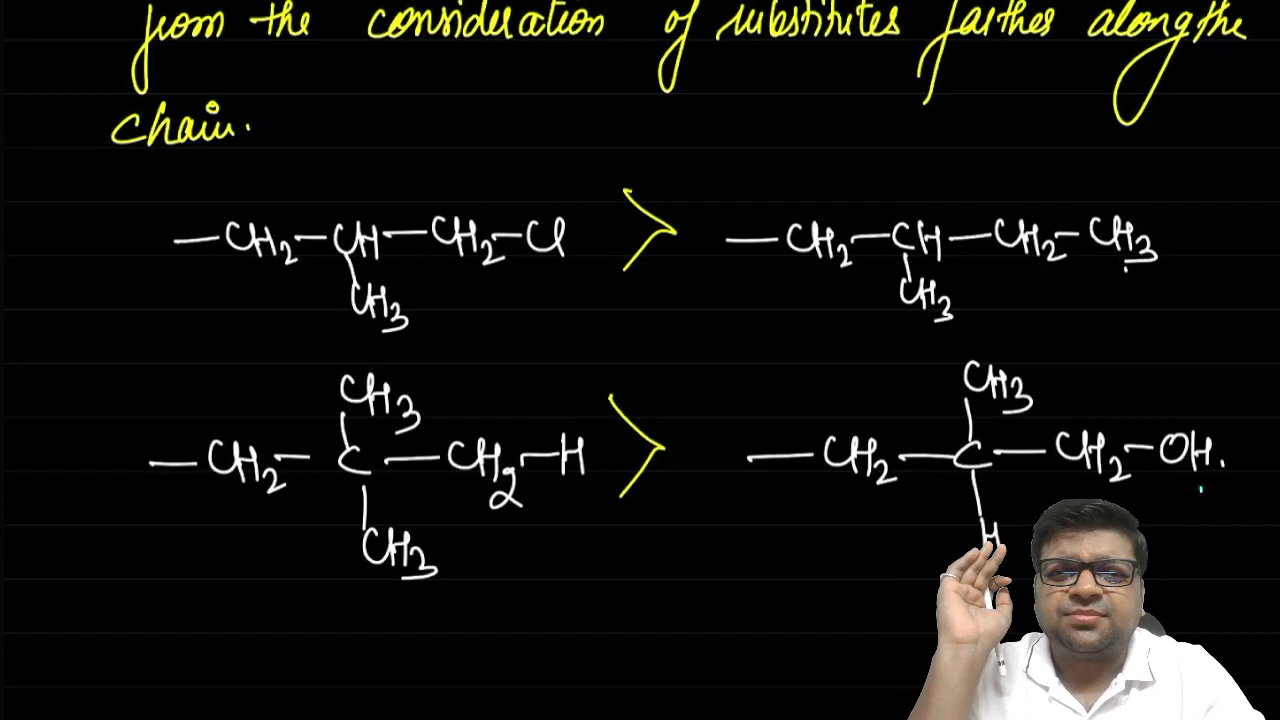 from the consideration of substitutes farther along the
chain.
—CH₂—CH—CH₂—Cl > —CH₂—CH—CH₂—CH₃
CH₃ CH₃
CH₃ CH₃
—CH₂—C—CH₂—H > —CH₂—C—CH₂—OH.
CH₃ H